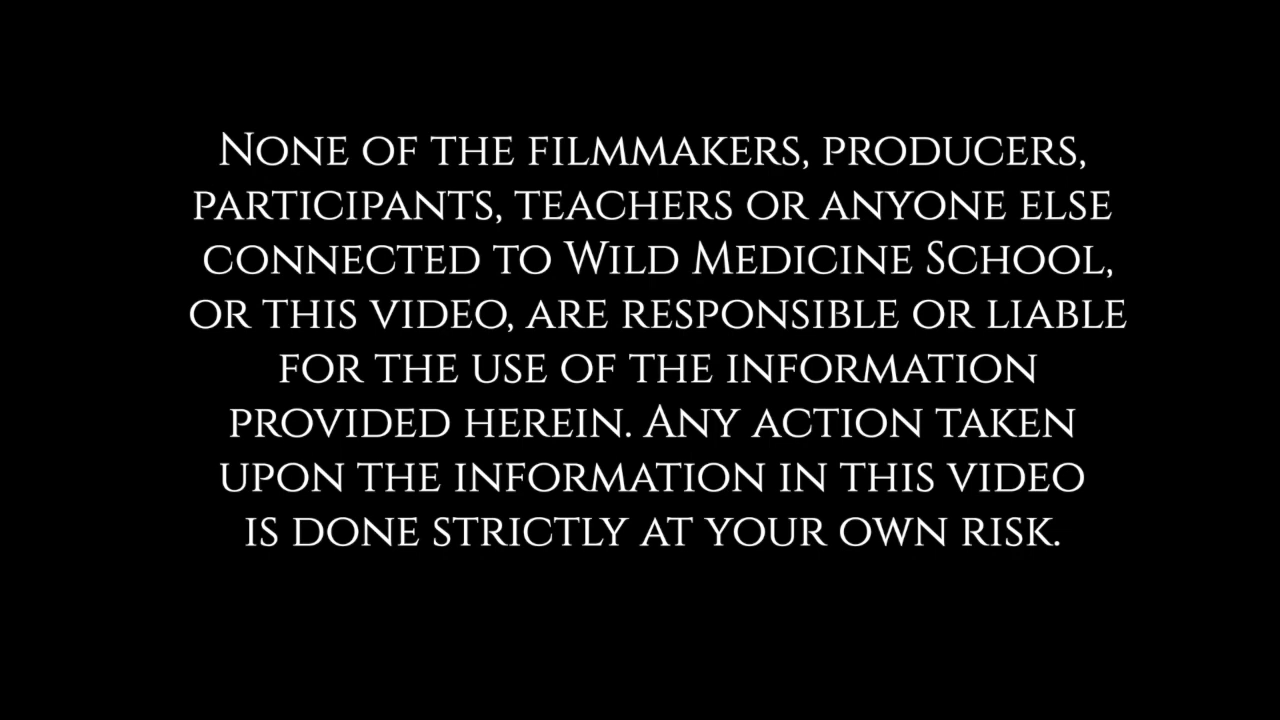 None of the filmmakers, producers,
participants, teachers or anyone else
connected to Wild Medicine School,
or this video, are responsible or liable
for the use of the information
provided herein. Any action taken
upon the information in this video
is done strictly at your own risk.